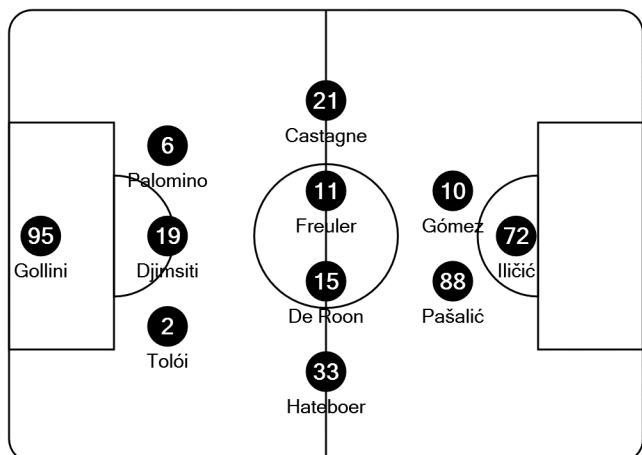 21
Castagne
6
Palomino
11
Freuler
10
Gómez
95
Gollini
19
Djimsiti
72
Iličić
15
De Roon
88
Pašalić
2
Tolói
33
Hateboer